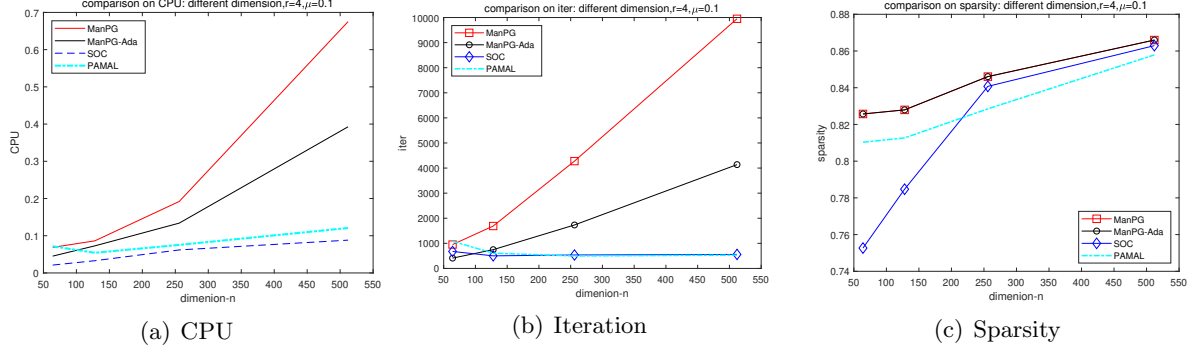 comparison on CPU: different dimension,r=4,μ=0.1
0.7
0.6
0.5
0.4
0.3
0.2
0.1
0
CPU
ManPG
ManPG-Ada
SOC
PAMAL
50 100 150 200 250 300 350 400 450 500 550
dimenion-n
(a) CPU
comparison on iter: different dimension,r=4,μ=0.1
10000
9000
8000
7000
6000
5000
4000
3000
2000
1000
0
iter
ManPG
ManPG-Ada
SOC
PAMAL
50 100 150 200 250 300 350 400 450 500 550
dimenion-n
(b) Iteration
comparison on sparsity: different dimension,r=4,μ=0.1
0.88
0.86
0.84
0.82
0.8
0.78
0.76
0.74
sparsity
ManPG
ManPG-Ada
SOC
PAMAL
50 100 150 200 250 300 350 400 450 500 550
dimenion-n
(c) Sparsity